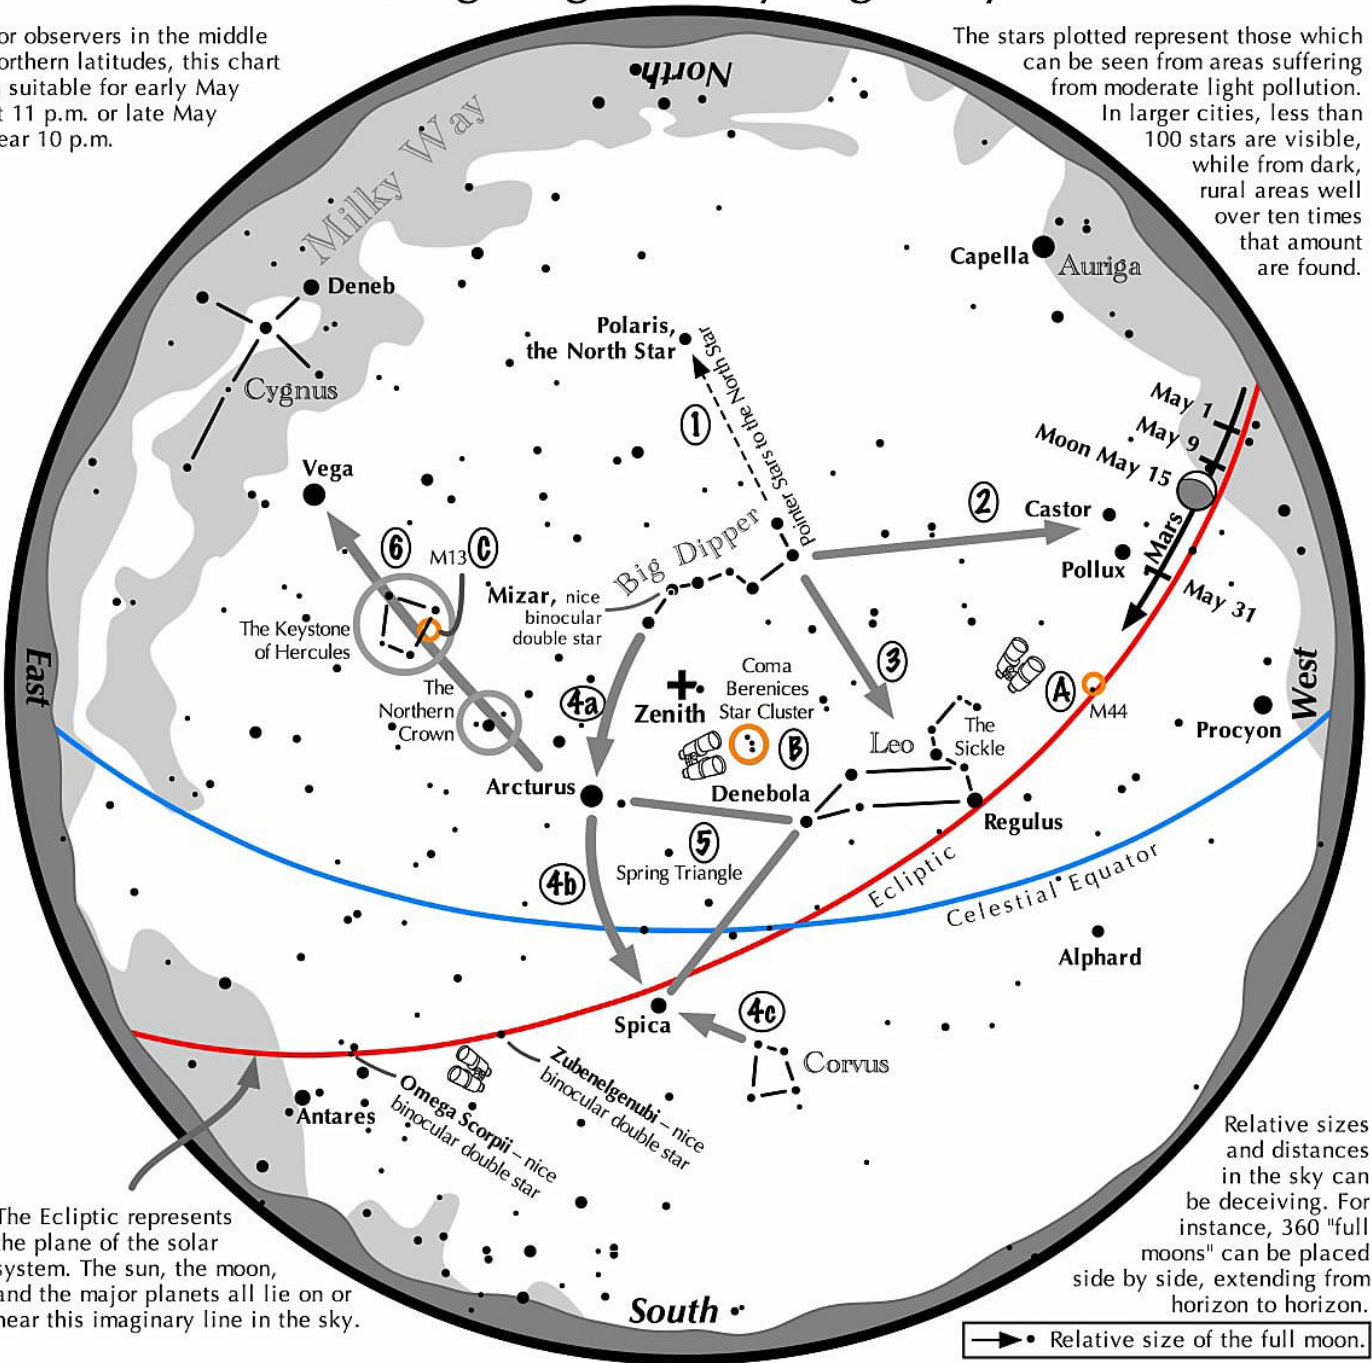 or observers in the middle
orthern latitudes, this chart
suitable for early May
t 11 p.m. or late May
ear 10 p.m.
The stars plotted represent those which
can be seen from areas suffering
from moderate light pollution.
In larger cities, less than
100 stars are visible,
while from dark,
rural areas well
over ten times
that amount
are found.
North
Milky Way
Capella
Auriga
Deneb
Polaris,
the North Star
Pointer Stars to the North Star
Cygnus
1
May 1
May 9
Moon May 15
Mars
May 31
Vega
2
Castor
Pollux
6
M13
C
Big Dipper
Mizar, nice
binocular
double star
The Keystone
of Hercules
3
East
West
The
Northern
Crown
4a
Zenith
Coma
Berenices
Star Cluster
B
A
M44
Leo
The
Sickle
Procyon
Arcturus
Denebola
Regulus
5
Spring Triangle
4b
Ecliptic
Celestial Equator
Alphard
Spica
4c
Corvus
Zubenelgenubi – nice
binocular double star
Omega Scorpii – nice
binocular double star
Antares
The Ecliptic represents
the plane of the solar
system. The sun, the moon,
and the major planets all lie on or
near this imaginary line in the sky.
South
Relative sizes
and distances
in the sky can
be deceiving. For
instance, 360 "full
moons" can be placed
side by side, extending from
horizon to horizon.
Relative size of the full moon.